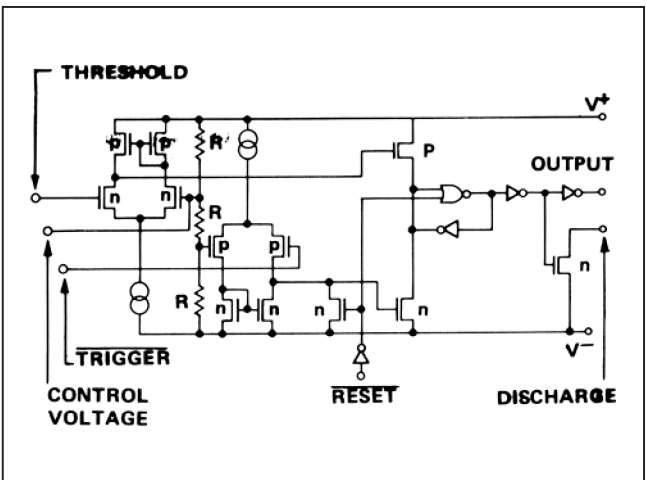 THRESHOLD
V+
p p R P
OUTPUT
n n
R p p
R n n n n n
V−
TRIGGER
CONTROL
VOLTAGE
RESET
DISCHARGE